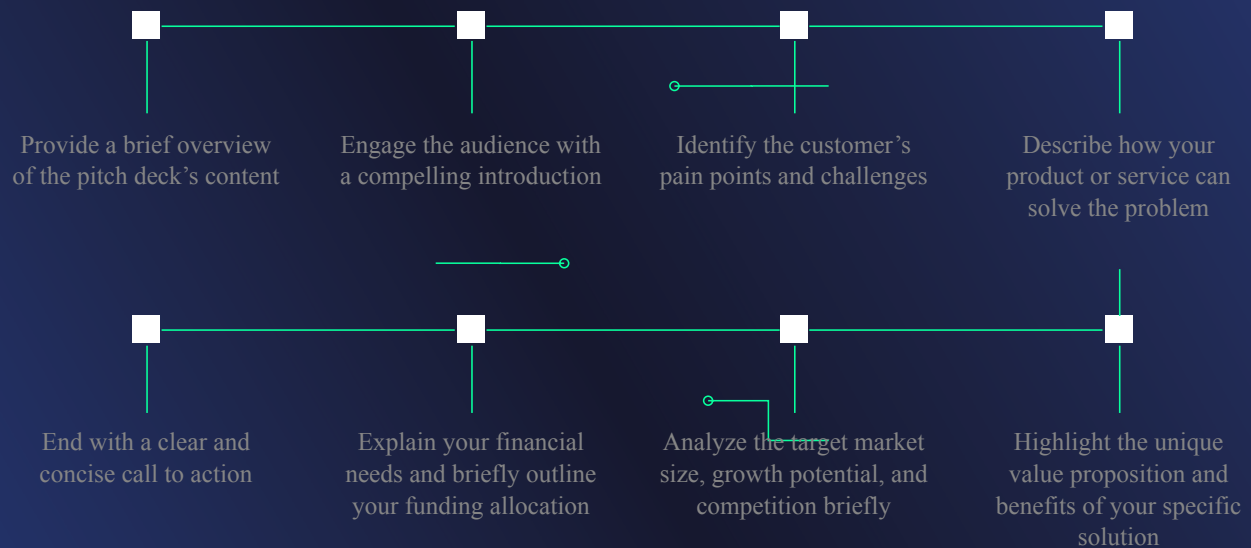 Provide a brief overview
of the pitch deck’s content
Engage the audience with
a compelling introduction
Identify the customer’s
pain points and challenges
Describe how your
product or service can
solve the problem
End with a clear and
concise call to action
Explain your financial
needs and briefly outline
your funding allocation
Analyze the target market
size, growth potential, and
competition briefly
Highlight the unique
value proposition and
benefits of your specific
solution